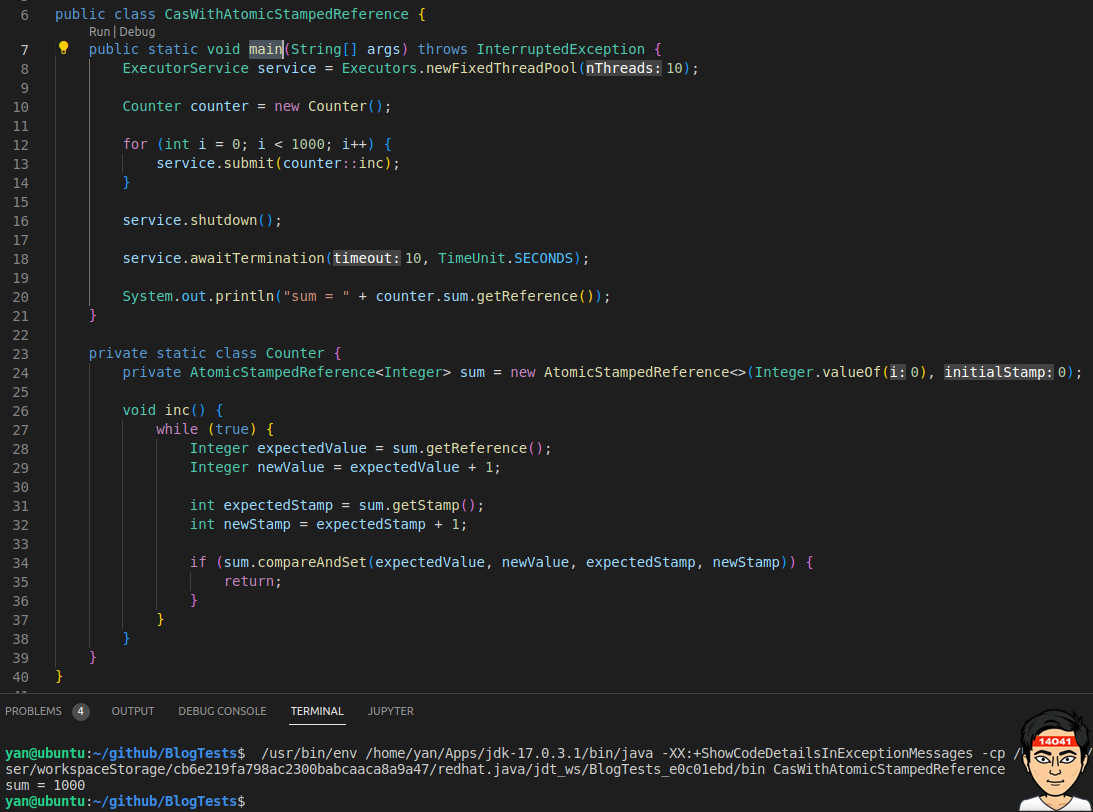 6 public class CasWithAtomicStampedReference {
Run | Debug
7 public static void main(String[] args) throws InterruptedException {
8 ExecutorService service = Executors.newFixedThreadPool(nThreads: 10);
9
10 Counter counter = new Counter();
11
12 for (int i = 0; i < 1000; i++) {
13 service.submit(counter::inc);
14 }
15
16 service.shutdown();
17
18 service.awaitTermination(timeout: 10, TimeUnit.SECONDS);
19
20 System.out.println("sum = " + counter.sum.getReference());
21 }
22
23 private static class Counter {
24 private AtomicStampedReference<Integer> sum = new AtomicStampedReference<>(Integer.valueOf(i: 0), initialStamp: 0);
25
26 void inc() {
27 while (true) {
28 Integer expectedValue = sum.getReference();
29 Integer newValue = expectedValue + 1;
30
31 int expectedStamp = sum.getStamp();
32 int newStamp = expectedStamp + 1;
33
34 if (sum.compareAndSet(expectedValue, newValue, expectedStamp, newStamp)) {
35 return;
36 }
37 }
38 }
39 }
40 }
PROBLEMS 4 OUTPUT DEBUG CONSOLE TERMINAL JUPYTER
14041
yan@ubuntu:~/github/BlogTests$ /usr/bin/env /home/yan/Apps/jdk-17.0.3.1/bin/java -XX:+ShowCodeDetailsInExceptionMessages -cp /
ser/workspaceStorage/cb6e219fa798ac2300babcaaca8a9a47/redhat.java/jdt_ws/BlogTests_e0c01ebd/bin CasWithAtomicStampedReference
sum = 1000
yan@ubuntu:~/github/BlogTests$